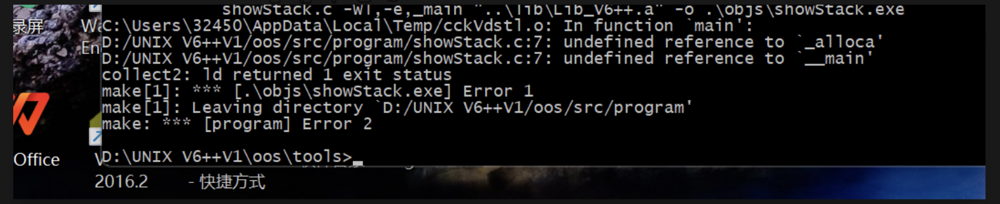 showStack.c -Wl,-e,_main "..\lib\Lib_V6++.a" -o .\objs\showStack.exe
C:\Users\32450\AppData\Local\Temp/cckVdstl.o: In function `main':
D:/UNIX V6++V1/oos/src/program/showStack.c:7: undefined reference to `_alloca'
D:/UNIX V6++V1/oos/src/program/showStack.c:7: undefined reference to `__main'
collect2: ld returned 1 exit status
make[1]: *** [.\objs\showStack.exe] Error 1
make[1]: Leaving directory `D:/UNIX V6++V1/oos/src/program'
make: *** [program] Error 2
D:\UNIX V6++V1\oos\tools>
录屏
En
Office
2016.2
- 快捷方式